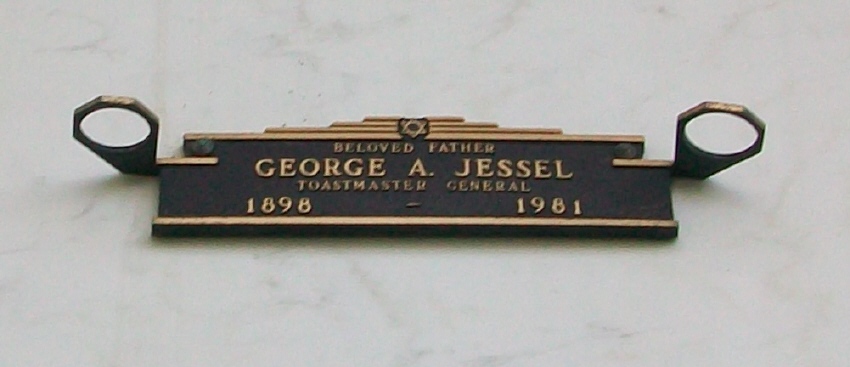 BELOVED FATHER
GEORGE A. JESSEL
TOASTMASTER GENERAL
1898 – 1981